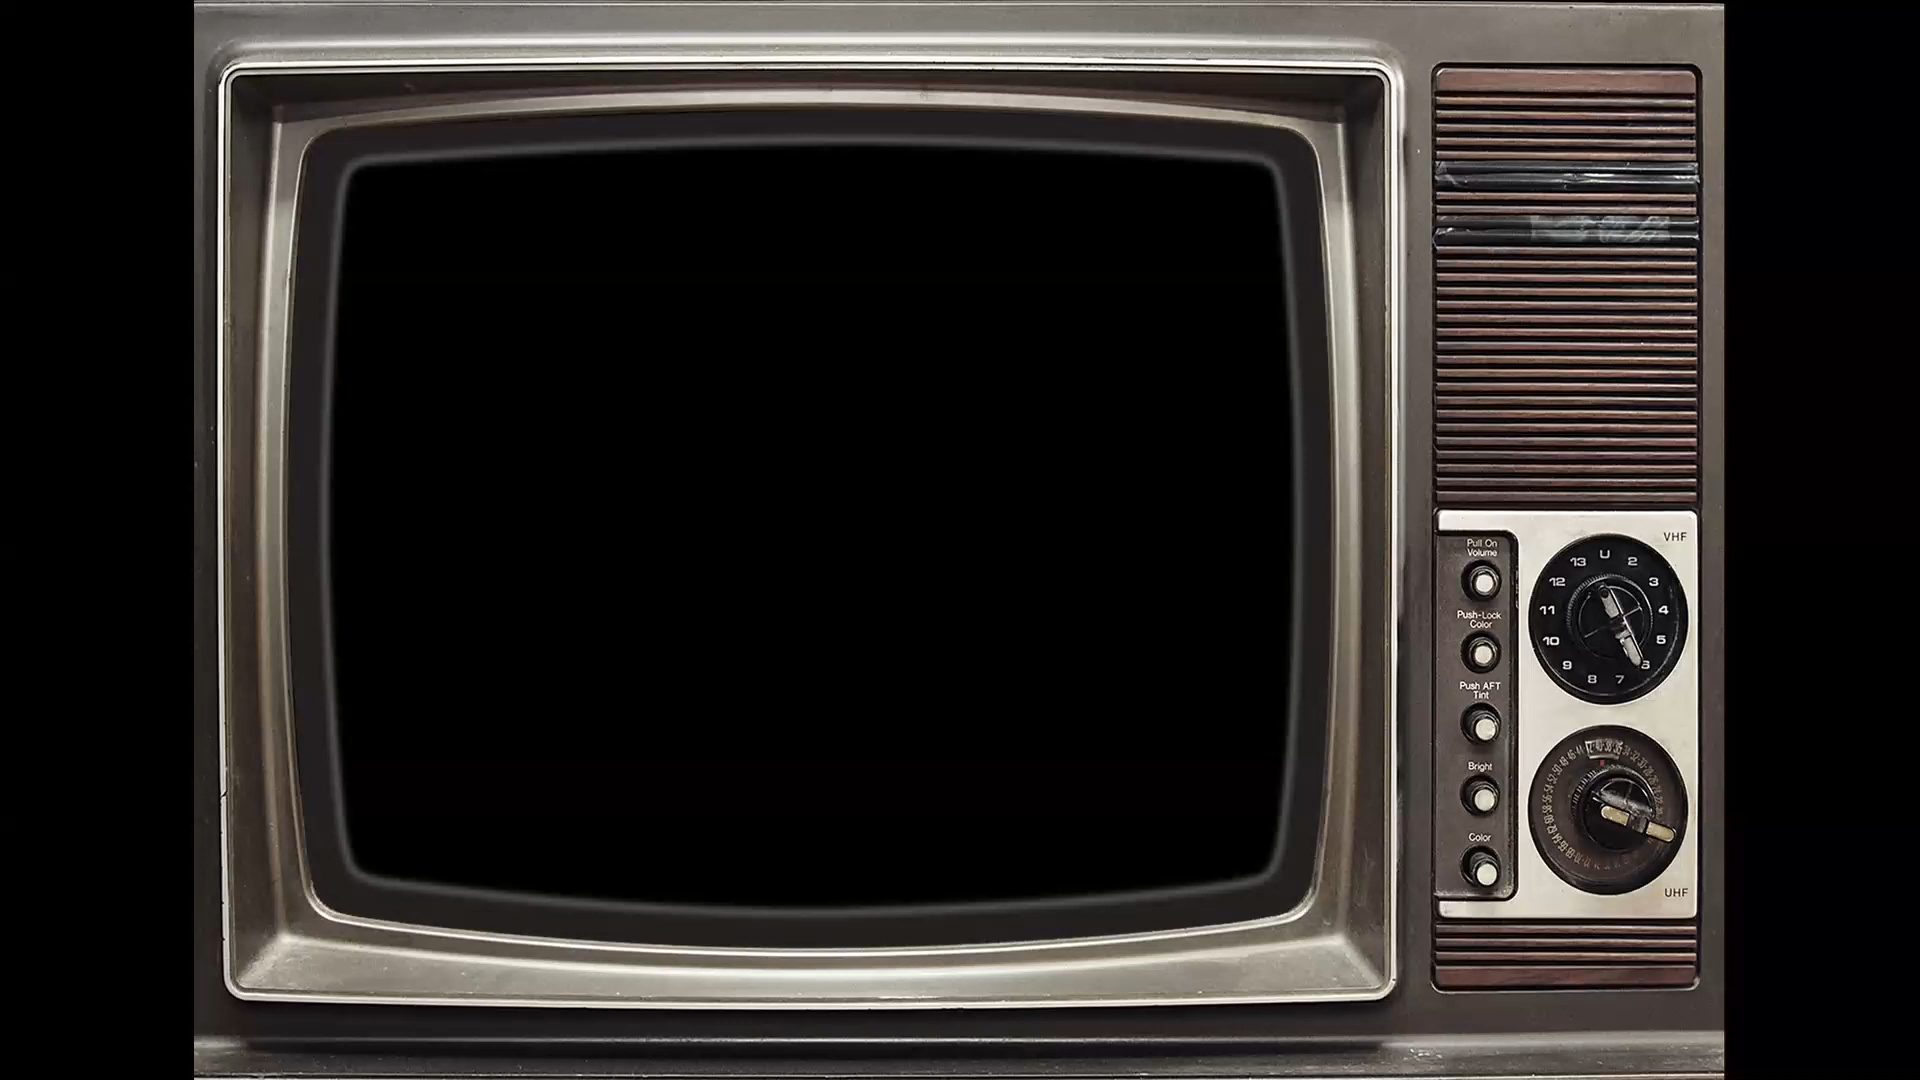 Pull On
Volume
Push-Lock
Color
Push AFT
Tint
Bright
Color
VHF
U
2
3
4
5
6
7
8
9
10
11
12
13
UHF